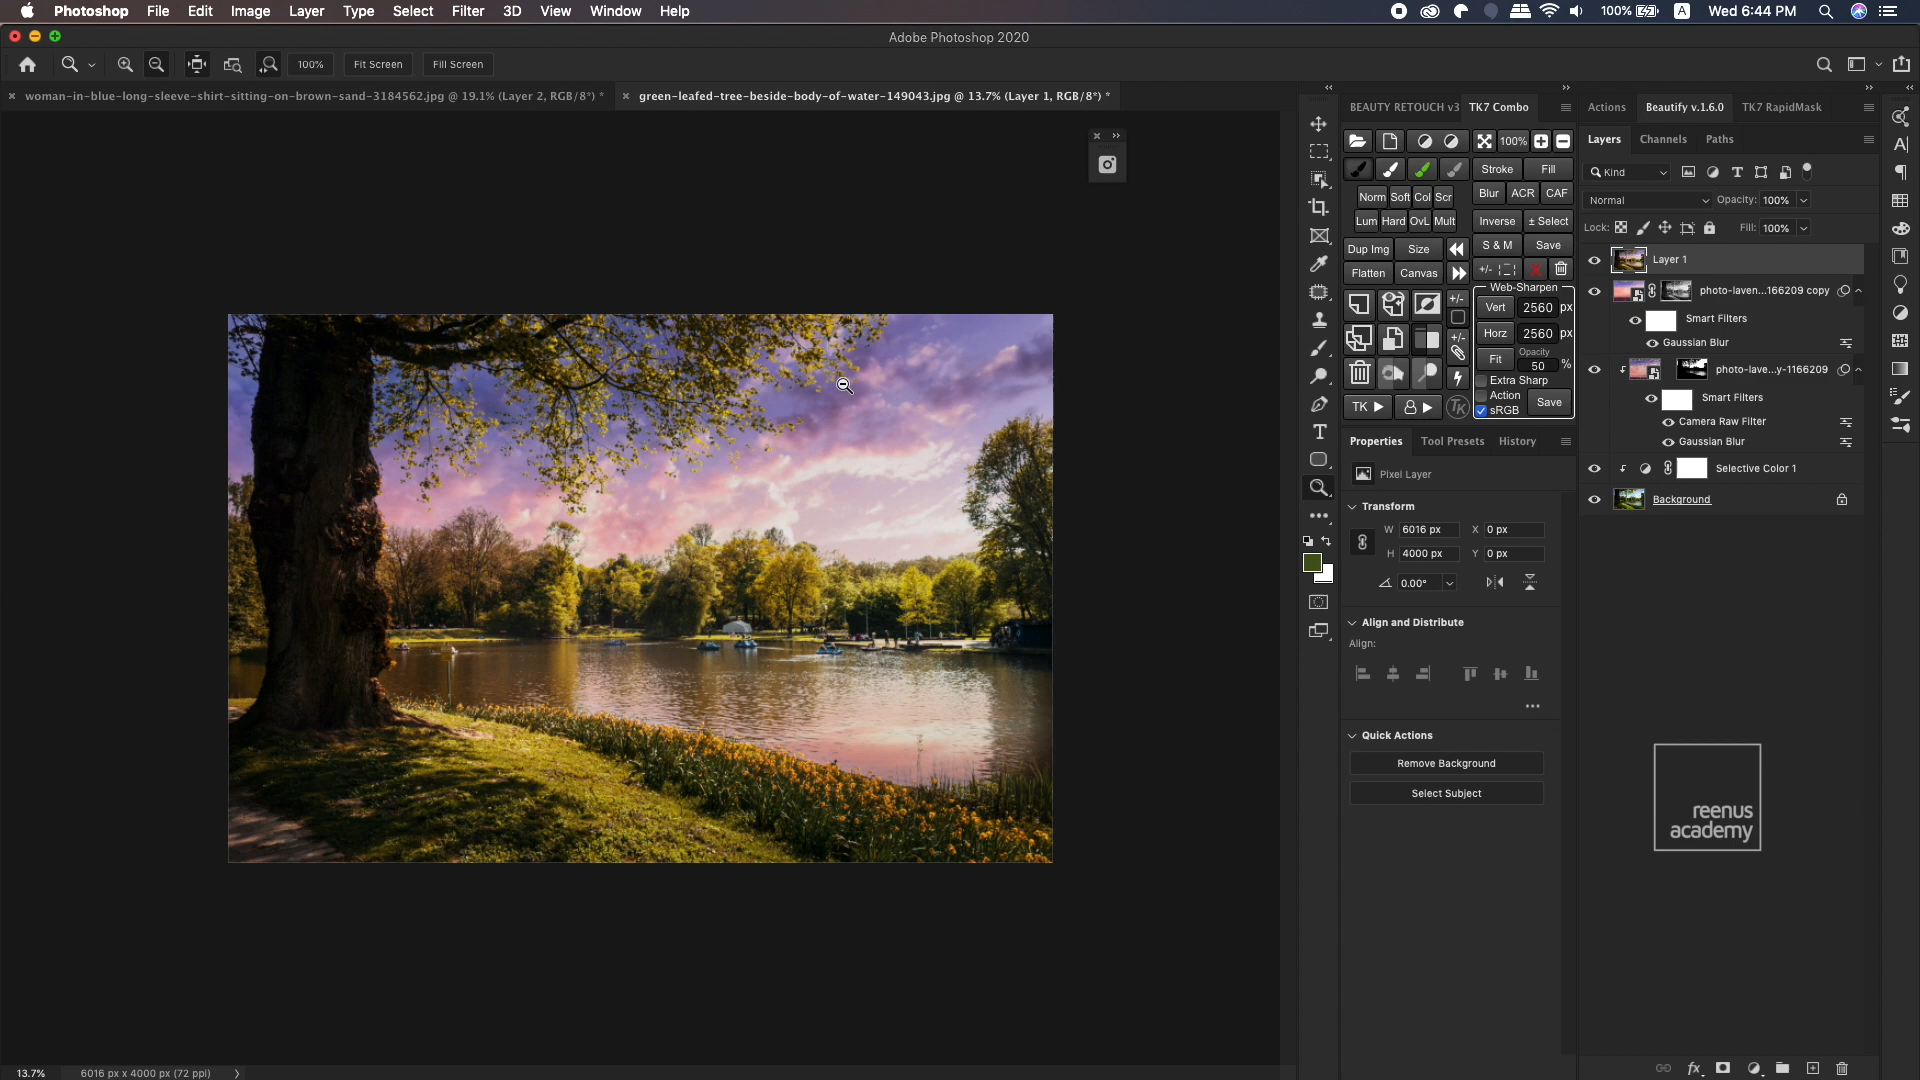 Photoshop File Edit Image Layer Type Select Filter 3D View Window Help 100% A Wed 6:44 PM
Adobe Photoshop 2020
100% Fit Screen Fill Screen
woman-in-blue-long-sleeve-shirt-sitting-on-brown-sand-3184562.jpg @ 19.1% (Layer 2, RGB/8*) * green-leafed-tree-beside-body-of-water-149043.jpg @ 13.7% (Layer 1, RGB/8*) *
BEAUTY RETOUCH v3 TK7 Combo
100%
Stroke Fill
Norm Soft Col Scr Blur ACR CAF
Lum Hard OvL Mult Inverse ± Select
Dup Img Size S & M Save
Flatten Canvas +/-
Web-Sharpen
+/- Vert 2560 px
+/- Horz 2560 px
Fit Opacity 50 %
Extra Sharp
Action
sRGB Save
TK TK
Properties Tool Presets History
Pixel Layer
Transform
W 6016 px X 0 px
H 4000 px Y 0 px
0.00°
Align and Distribute
Align:
Quick Actions
Remove Background
Select Subject
Actions Beautify v.1.6.0 TK7 RapidMask
Layers Channels Paths
Kind
Normal Opacity: 100%
Lock: Fill: 100%
Layer 1
photo-laven...166209 copy
Smart Filters
Gaussian Blur
photo-lave...y-1166209
Smart Filters
Camera Raw Filter
Gaussian Blur
Selective Color 1
Background
reenus
academy
fx
13.7% 6016 px x 4000 px (72 ppi)